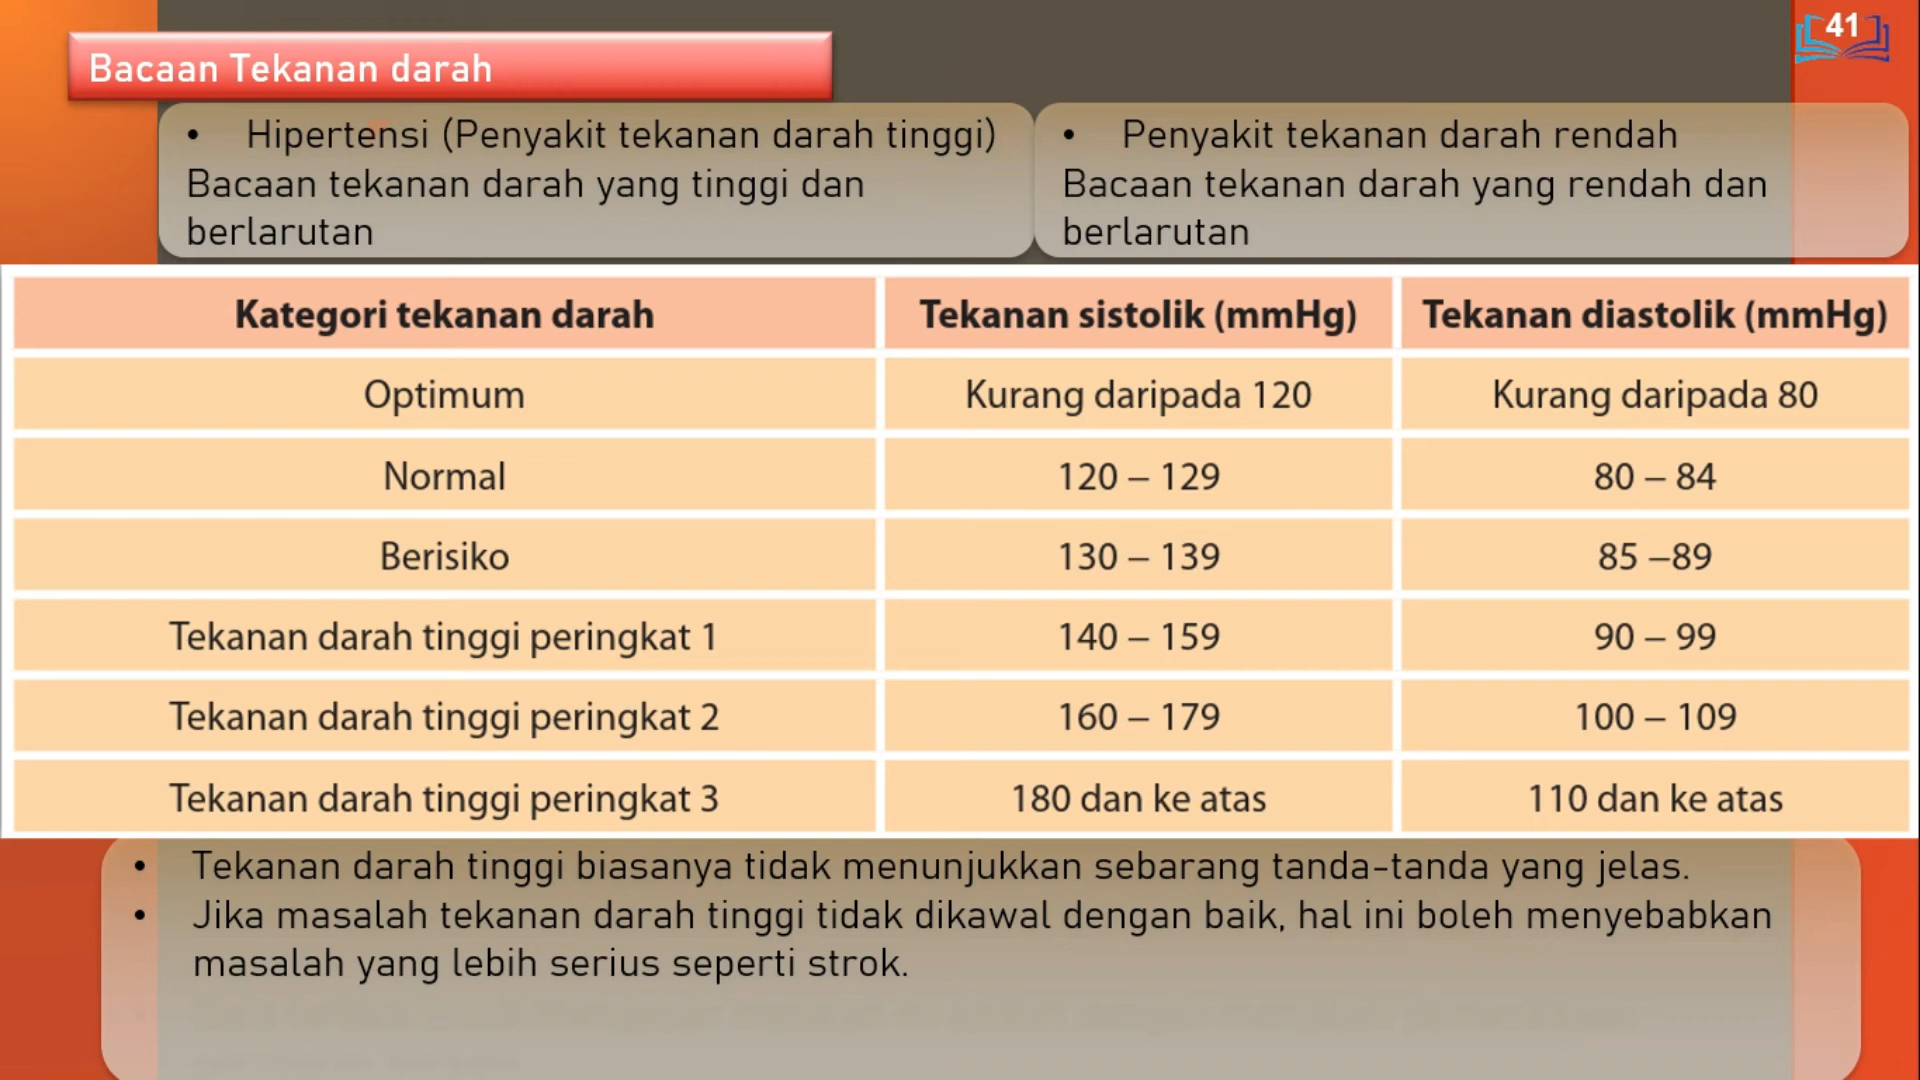 41
Bacaan Tekanan darah
• Hipertensi (Penyakit tekanan darah tinggi)
Bacaan tekanan darah yang tinggi dan
berlarutan
• Penyakit tekanan darah rendah
Bacaan tekanan darah yang rendah dan
berlarutan
Kategori tekanan darah Tekanan sistolik (mmHg) Tekanan diastolik (mmHg)
Optimum Kurang daripada 120 Kurang daripada 80
Normal 120 – 129 80 – 84
Berisiko 130 – 139 85 –89
Tekanan darah tinggi peringkat 1 140 – 159 90 – 99
Tekanan darah tinggi peringkat 2 160 – 179 100 – 109
Tekanan darah tinggi peringkat 3 180 dan ke atas 110 dan ke atas
• Tekanan darah tinggi biasanya tidak menunjukkan sebarang tanda-tanda yang jelas.
• Jika masalah tekanan darah tinggi tidak dikawal dengan baik, hal ini boleh menyebabkan
masalah yang lebih serius seperti strok.